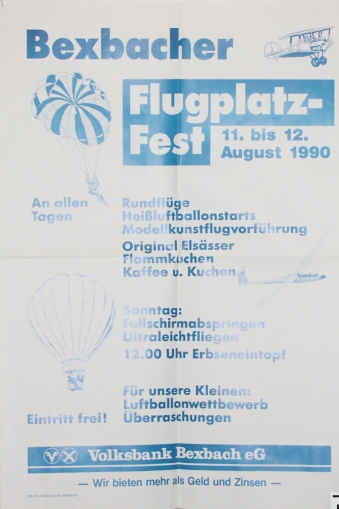 Bexbacher
Flugplatz-
Fest
11. bis 12.
August 1990
An allen
Tagen
Rundflüge
Heißluftballonstarts
Modellkunstflugvorführung
Original Elsässer
Flammkuchen
Kaffee u. Kuchen
Sonntag:
Fallschirmabspringen
Ultraleichtfliegen
12.00 Uhr Erbseneintopf
Eintritt frei!
Für unsere Kleinen:
Luftballonwettbewerb
Überraschungen
Volksbank Bexbach eG
— Wir bieten mehr als Geld und Zinsen —